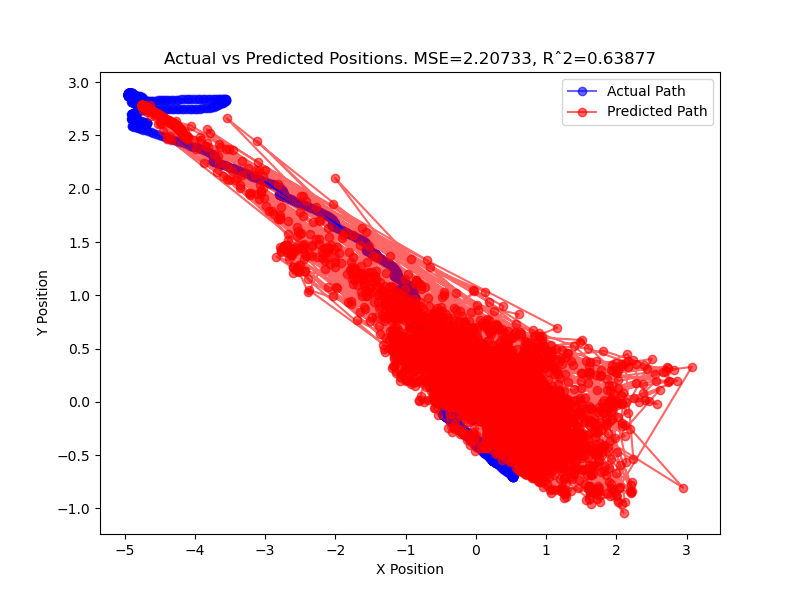 Actual vs Predicted Positions. MSE=2.20733, Rˆ2=0.63877
Actual Path
Predicted Path
3.0
2.5
2.0
1.5
1.0
0.5
0.0
−0.5
−1.0
Y Position
−5 −4 −3 −2 −1 0 1 2 3
X Position